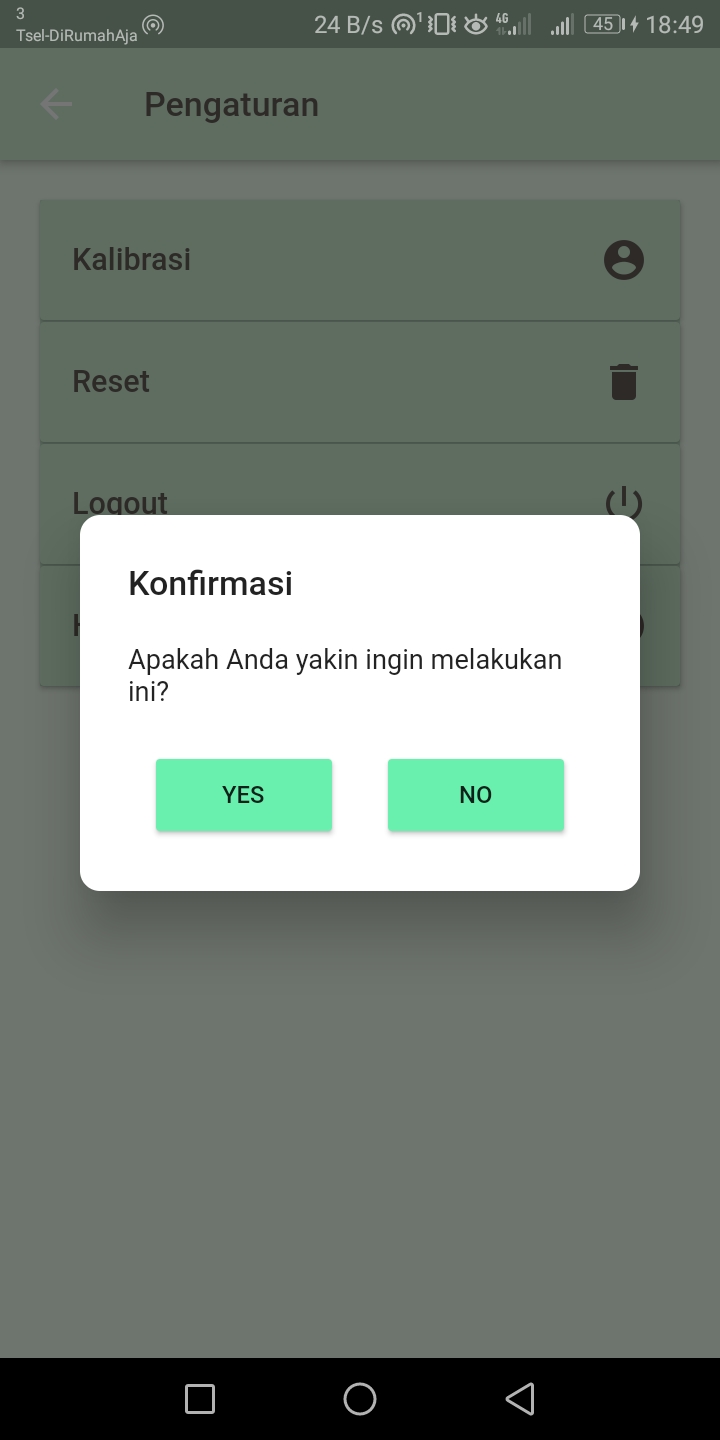 3
Tsel-DiRumahAja
24 B/s 1 4G 45 18:49
Pengaturan
Kalibrasi
Reset
Logout
Konfirmasi
Apakah Anda yakin ingin melakukan
ini?
YES NO